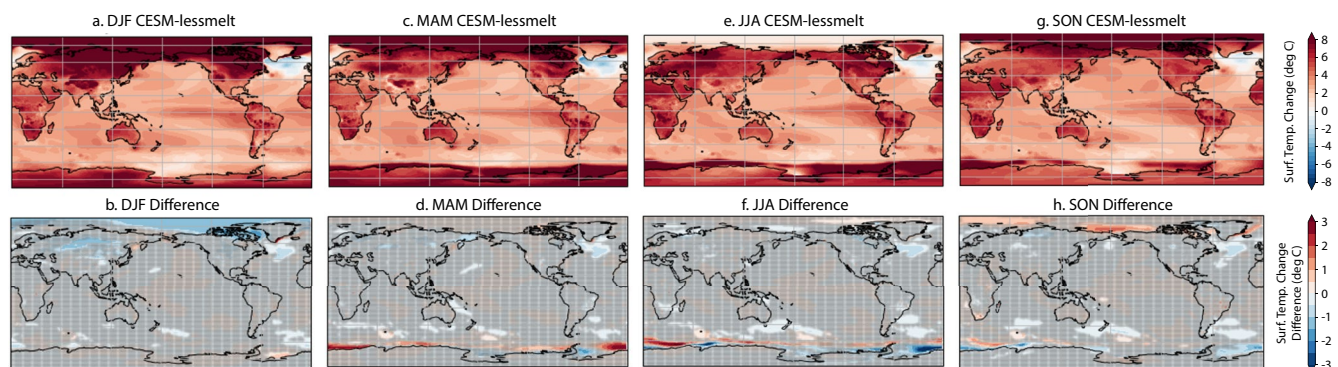 a. DJF CESM-lessmelt
c. MAM CESM-lessmelt
e. JJA CESM-lessmelt
g. SON CESM-lessmelt
8
6
4
2
0
-2
-4
-6
-8
Surf. Temp. Change (deg C)
b. DJF Difference
d. MAM Difference
f. JJA Difference
h. SON Difference
3
2
1
0
-1
-2
-3
Surf. Temp. Change
Difference (deg C)